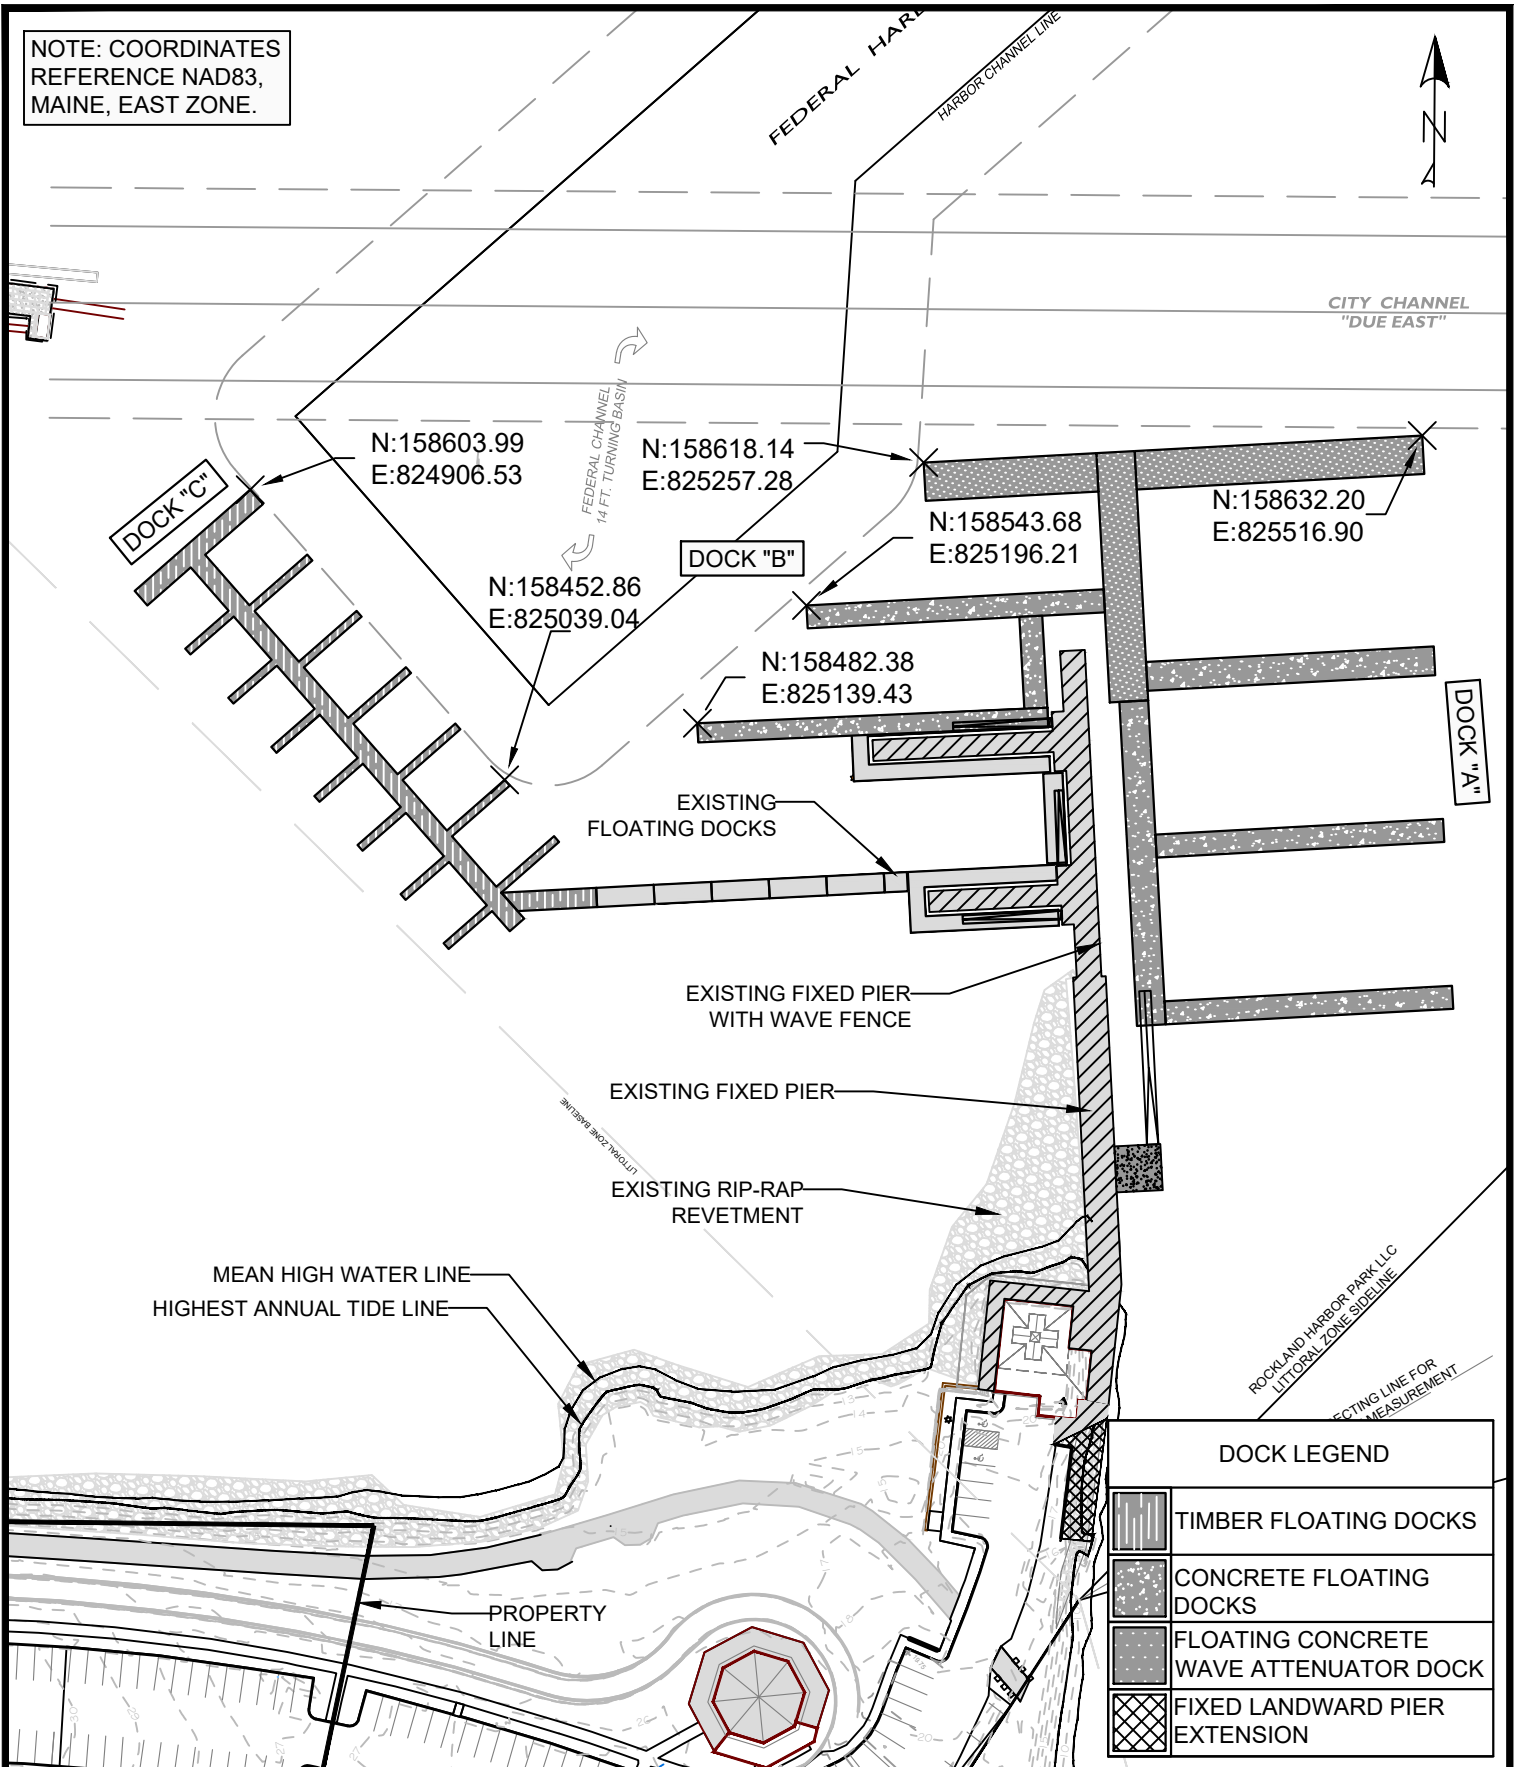 NOTE: COORDINATES
REFERENCE NAD83,
MAINE, EAST ZONE.
FEDERAL
HARBOR CHANNEL LINE
N
CITY CHANNEL
"DUE EAST"
FEDERAL CHANNEL
14 FT. TURNING BASIN
N:158603.99
E:824906.53
N:158618.14
E:825257.28
N:158632.20
E:825516.90
DOCK "C"
N:158543.68
E:825196.21
DOCK "B"
N:158452.86
E:825039.04
N:158482.38
E:825139.43
DOCK "A"
EXISTING
FLOATING DOCKS
EXISTING FIXED PIER
WITH WAVE FENCE
EXISTING FIXED PIER
LITTORAL ZONE BASELINE
EXISTING RIP-RAP
REVETMENT
MEAN HIGH WATER LINE
HIGHEST ANNUAL TIDE LINE
ROCKLAND HARBOR PARK LLC
LITTORAL ZONE SIDELINE
LINE FOR
MEASUREMENT
PROPERTY
LINE
DOCK LEGEND
TIMBER FLOATING DOCKS
CONCRETE FLOATING
DOCKS
FLOATING CONCRETE
WAVE ATTENUATOR DOCK
FIXED LANDWARD PIER
EXTENSION